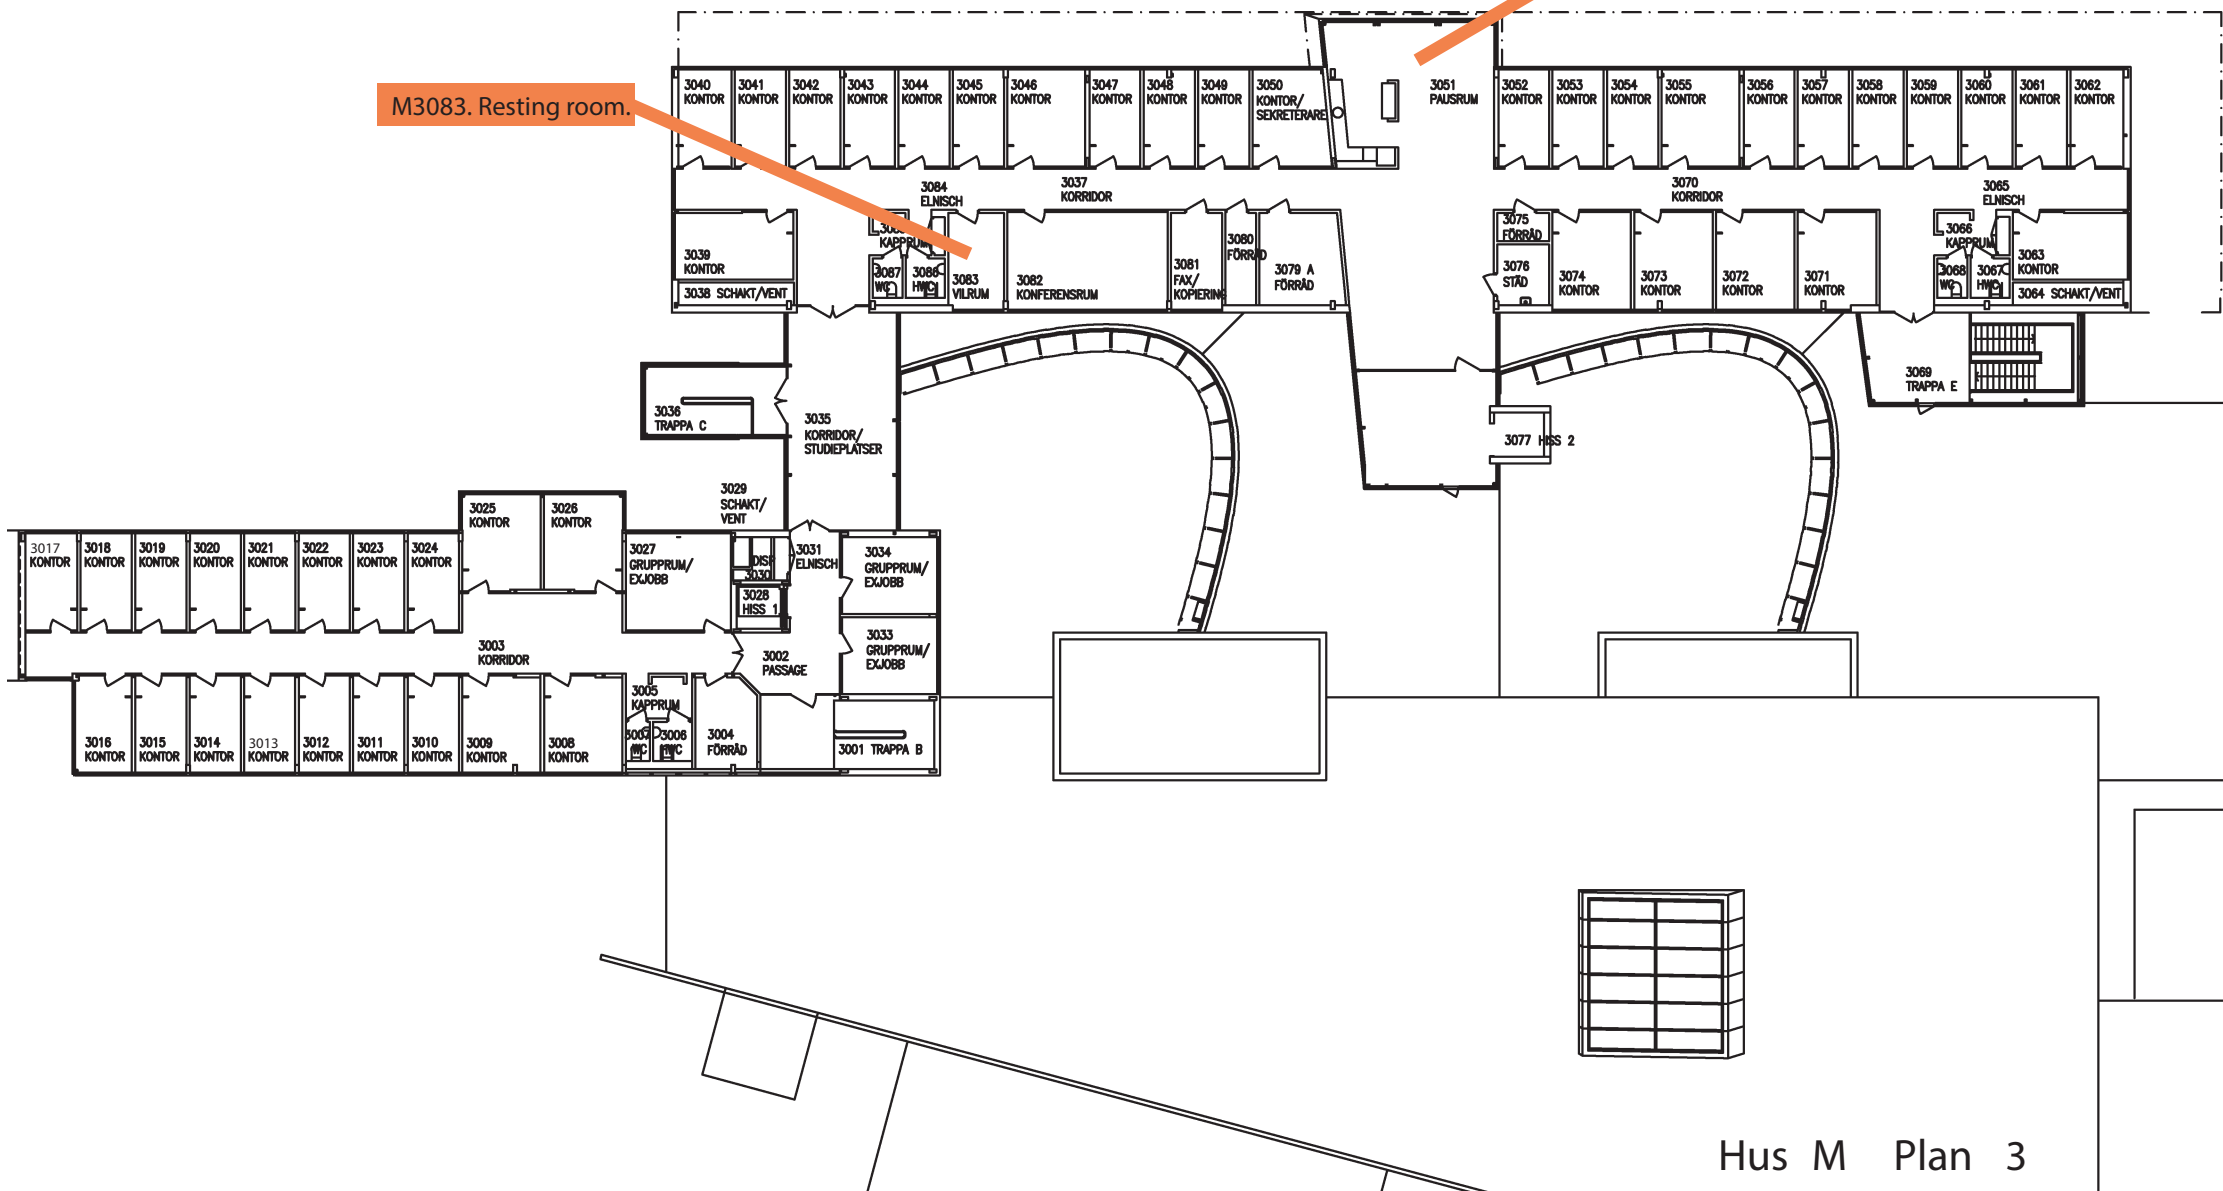 M3083. Resting room.
3040
KONTOR
3041
KONTOR
3042
KONTOR
3043
KONTOR
3044
KONTOR
3045
KONTOR
3046
KONTOR
3047
KONTOR
3048
KONTOR
3049
KONTOR
3050
KONTOR/
SEKRETERARE
3051
PAUSRUM
3052
KONTOR
3053
KONTOR
3054
KONTOR
3055
KONTOR
3056
KONTOR
3057
KONTOR
3058
KONTOR
3059
KONTOR
3060
KONTOR
3061
KONTOR
3062
KONTOR
3084
ELNISCH
3037
KORRIDOR
3070
KORRIDOR
3065
ELNISCH
3039
KONTOR
3038 SCHAKT/VENT
KAPPRUM
3087
WC
3086
HWC
3083
VILRUM
3082
KONFERENSRUM
3081
FAX/
KOPIERING
3080
FÖRRÅD
3079 A
FÖRRÅD
3075
FÖRRÅD
3076
STÄD
3074
KONTOR
3073
KONTOR
3072
KONTOR
3071
KONTOR
3066
KAPPRUM
3068
WC
3067
HWC
3063
KONTOR
3064 SCHAKT/VENT
3069
TRAPPA E
3036
TRAPPA C
3035
KORRIDOR/
STUDIEPLATSER
3077 HISS 2
3029
SCHAKT/
VENT
3025
KONTOR
3026
KONTOR
3017
KONTOR
3018
KONTOR
3019
KONTOR
3020
KONTOR
3021
KONTOR
3022
KONTOR
3023
KONTOR
3024
KONTOR
3027
GRUPPRUM/
EXJOBB
DISP
3030
3031
ELNISCH
3034
GRUPPRUM/
EXJOBB
3028
HISS 1
3003
KORRIDOR
3002
PASSAGE
3033
GRUPPRUM/
EXJOBB
3005
KAPPRUM
3016
KONTOR
3015
KONTOR
3014
KONTOR
3013
KONTOR
3012
KONTOR
3011
KONTOR
3010
KONTOR
3009
KONTOR
3008
KONTOR
3007
WC
3006
HWC
3004
FÖRRÅD
3001 TRAPPA B
Hus M Plan 3